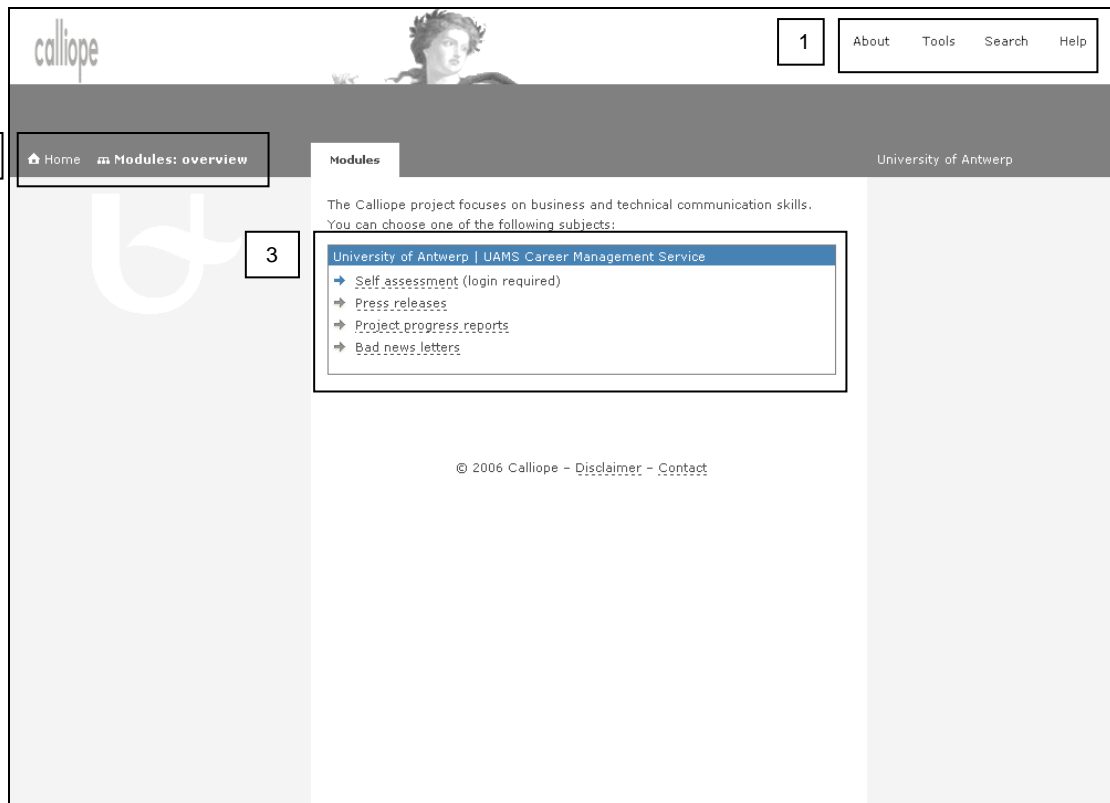 calliope
1
About Tools Search Help
Home Modules: overview
Modules
University of Antwerp
The Calliope project focuses on business and technical communication skills.
You can choose one of the following subjects:
3
University of Antwerp | UAMS Career Management Service
Self assessment (login required)
Press releases
Project progress reports
Bad news letters
© 2006 Calliope – Disclaimer – Contact